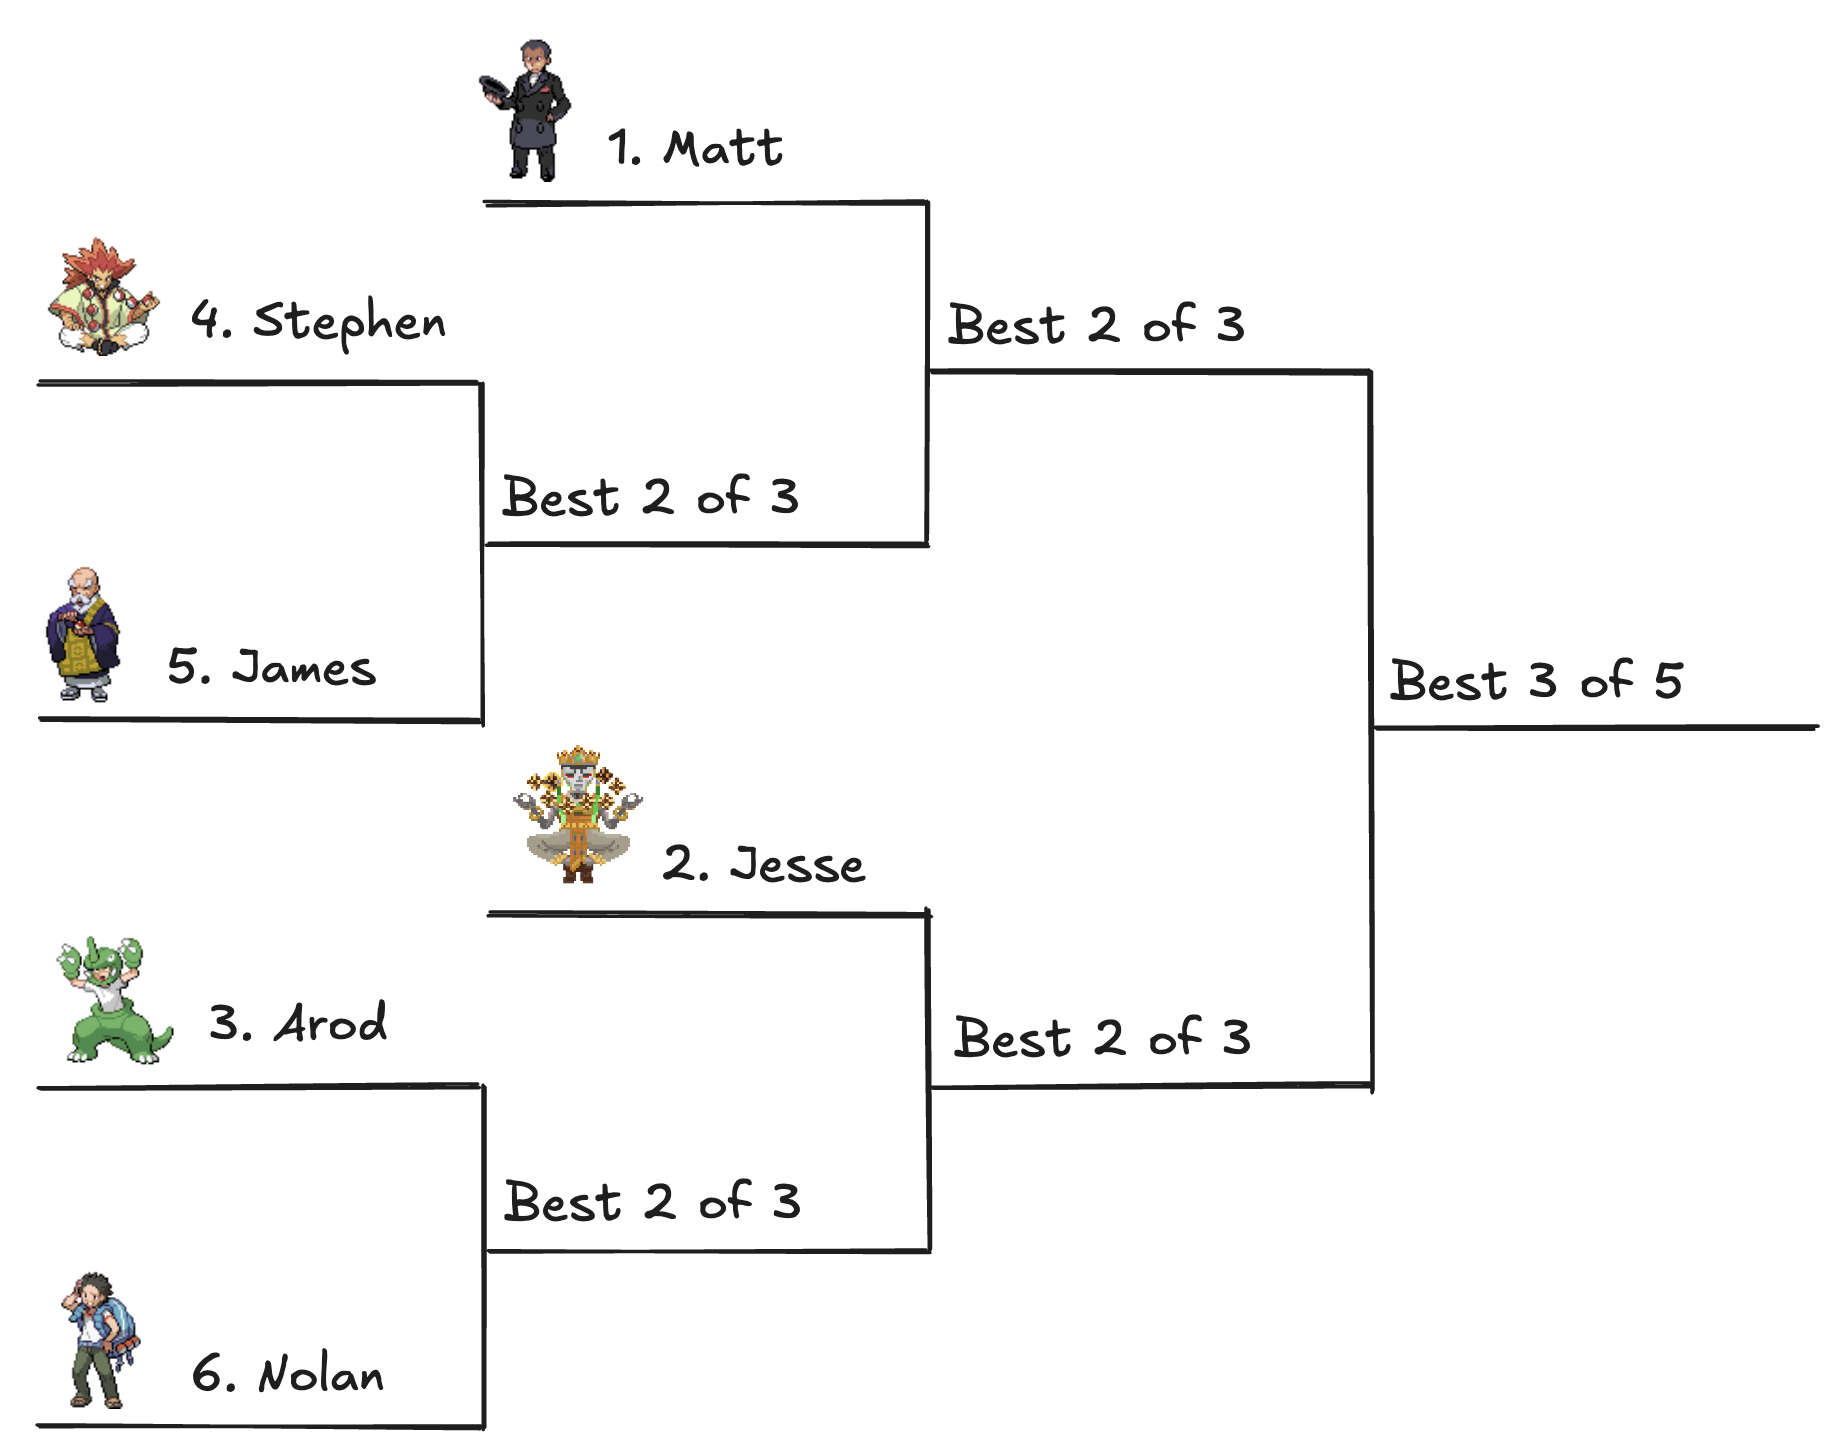 1. Matt
4. Stephen
Best 2 of 3
Best 2 of 3
5. James
Best 3 of 5
2. Jesse
3. Arod
Best 2 of 3
Best 2 of 3
6. Nolan